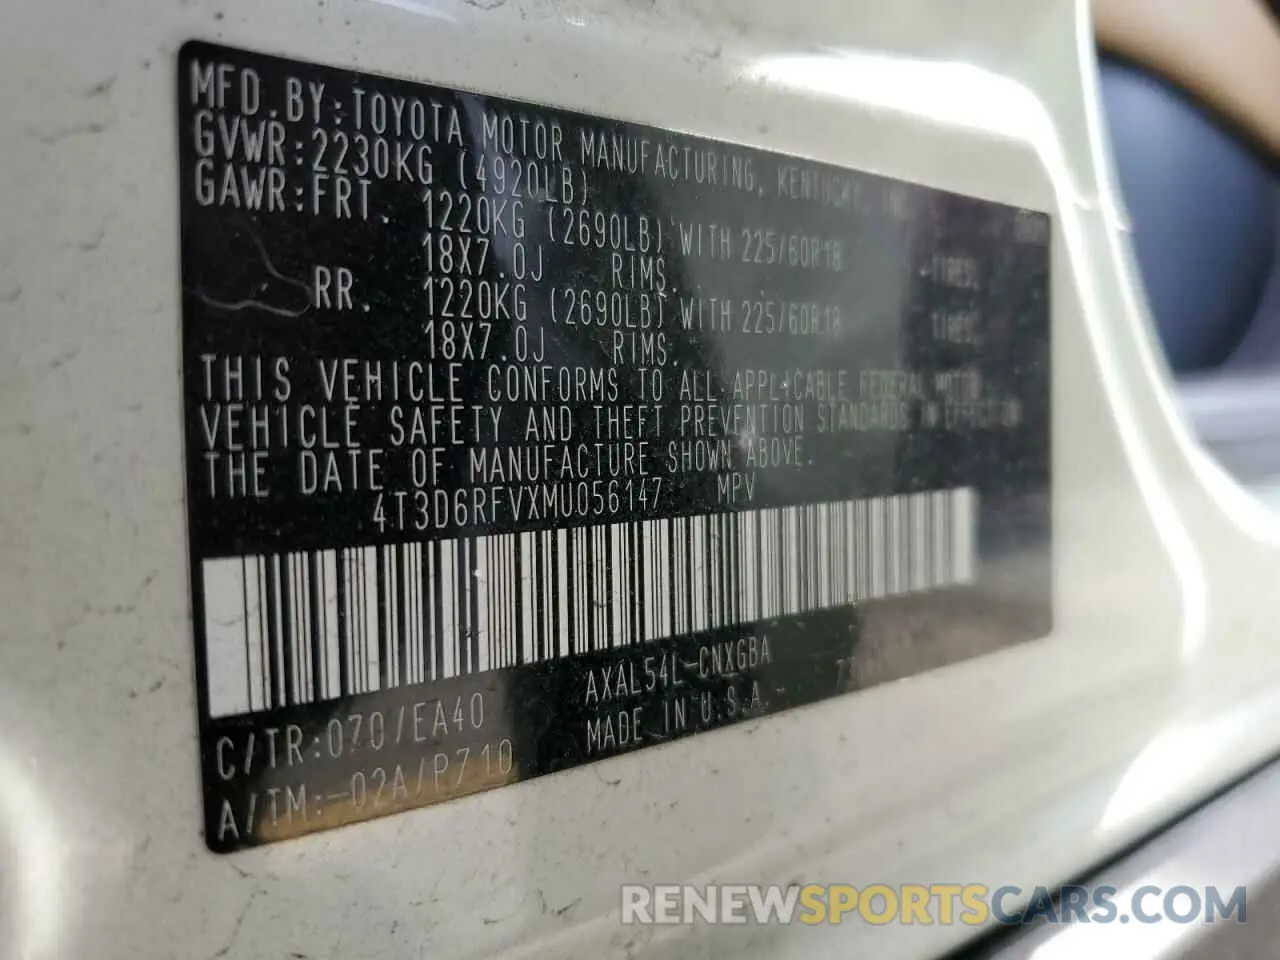 MFD.BY:TOYOTA MOTOR MANUFACTURING, KENTUCKY, INC
GVWR:2230KG (4920LB)
GAWR:FRT. 1220KG (2690LB) WITH 225/60R18 TIRES,
18X7.0J RIMS.
RR. 1220KG (2690LB) WITH 225/60R18 TIRES,
18X7.0J RIMS.
THIS VEHICLE CONFORMS TO ALL APPLICABLE FEDERAL MOTOR
VEHICLE SAFETY AND THEFT PREVENTION STANDARDS IN EFFECT ON
THE DATE OF MANUFACTURE SHOWN ABOVE.
4T3D6RFVXMU056147 MPV
C/TR:070/EA40 AXAL54L-CNXGBA
A/TM:-02A/P710 MADE IN U.S.A.
RENEWSPORTSCARS.COM